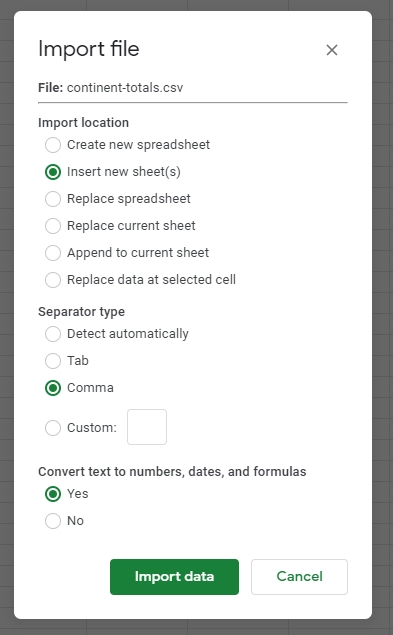 Import file
File: continent-totals.csv
Import location
Create new spreadsheet
Insert new sheet(s)
Replace spreadsheet
Replace current sheet
Append to current sheet
Replace data at selected cell
Separator type
Detect automatically
Tab
Comma
Custom:
Convert text to numbers, dates, and formulas
Yes
No
Import data Cancel